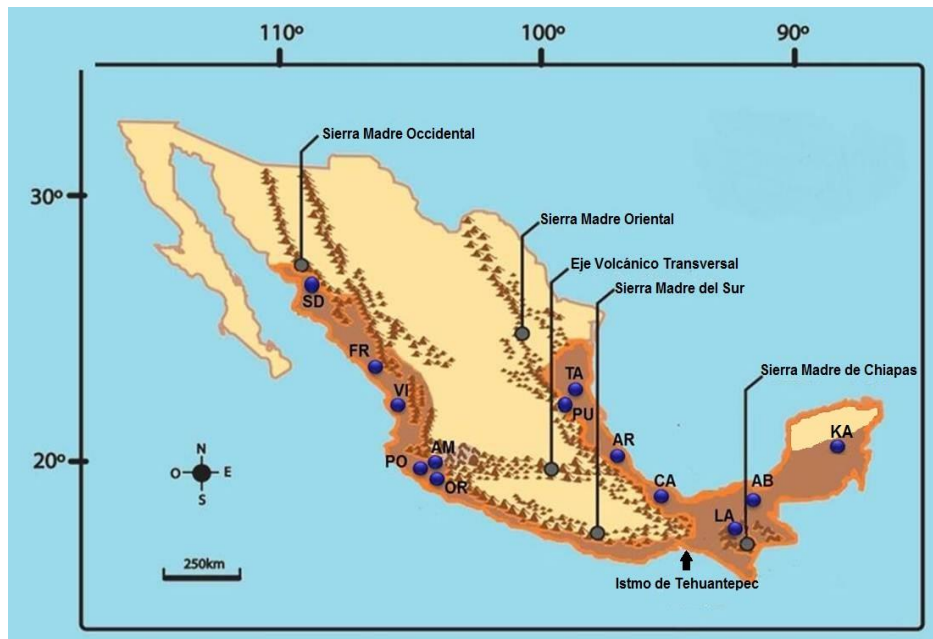 110º
100º
90º
Sierra Madre Occidental
30º
Sierra Madre Oriental
Eje Volcánico Transversal
Sierra Madre del Sur
SD
FR
TA
Sierra Madre de Chiapas
VI
PU
KA
20º
AM
AR
PO
N
O
E
S
OR
CA
AB
LA
250km
Istmo de Tehuantepec